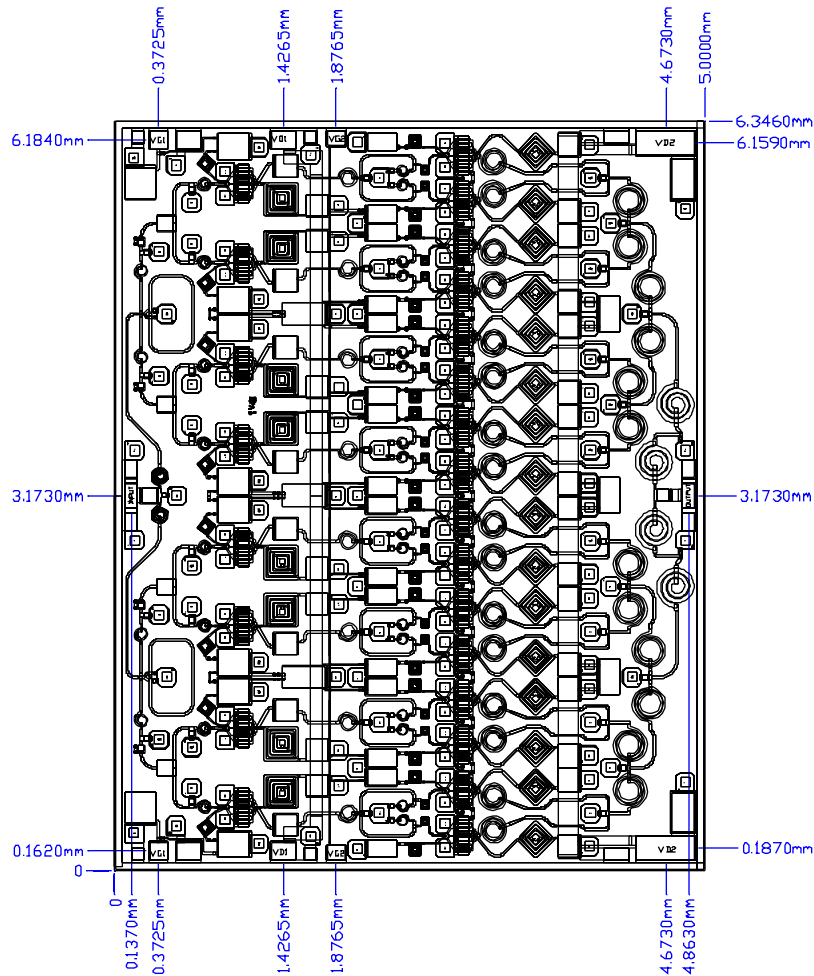 0.3725mm
1.4265mm
1.8765mm
4.6730mm
5.0000mm
6.3460mm
6.1840mm
6.1590mm
VG1
VD1
VG2
VD2
3.1730mm
3.1730mm
INPUT
OUTPUT
0.1620mm
0.1870mm
VG1
VD1
VG2
VD2
0
0
0.1370mm
0.3725mm
1.4265mm
1.8765mm
4.6730mm
4.8630mm